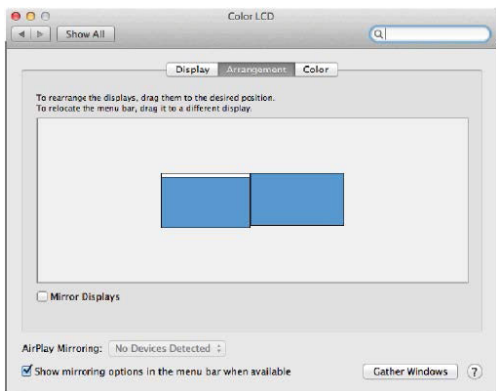 Color LCD
Show All
Display Arrangement Color
To rearrange the displays, drag them to the desired position.
To relocate the menu bar, drag it to a different display.
Mirror Displays
AirPlay Mirroring: No Devices Detected
Show mirroring options in the menu bar when available
Gather Windows ?